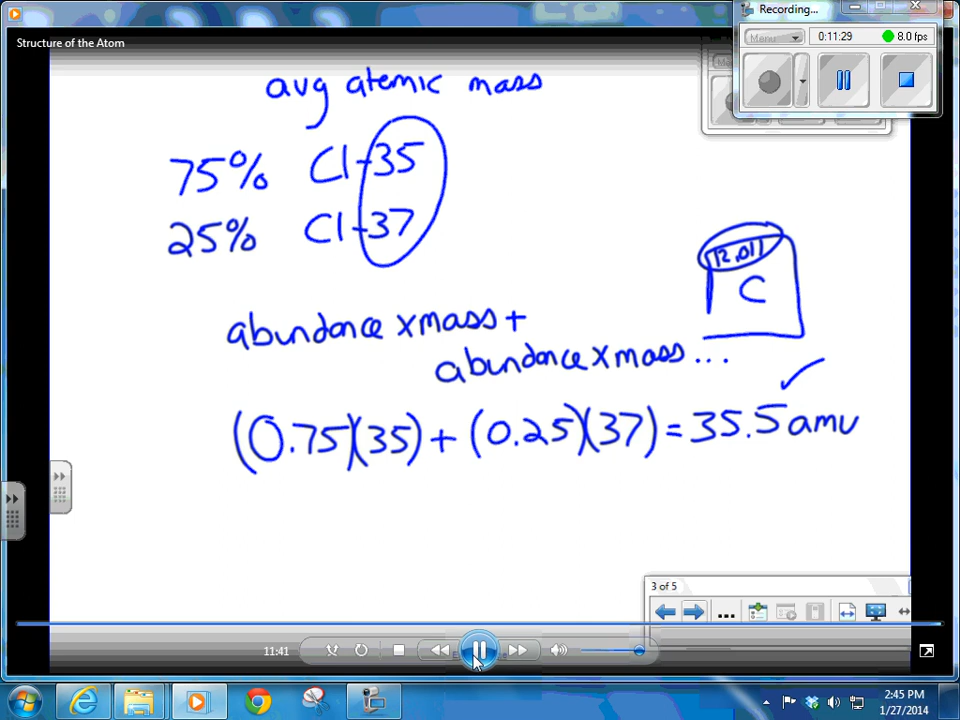 Recording...
Structure of the Atom
Menu
0:11:29
8.0 fps
avg atemic mass
75% Cl-35
25% Cl-37
12.011
C
abundance x mass +
abundance x mass ...
(0.75)(35) + (0.25)(37) = 35.5 amu
3 of 5
11:41
2:45 PM
1/27/2014